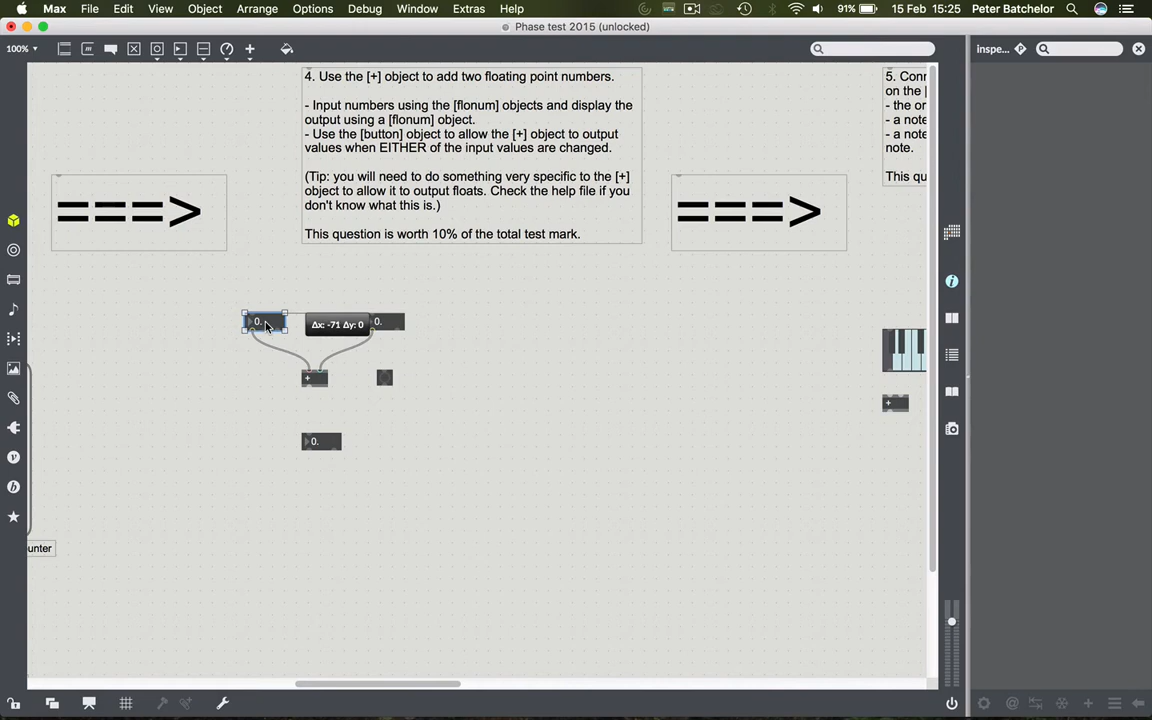 Max File Edit View Object Arrange Options Debug Window Extras Help 91% 15 Feb 15:25 Peter Batchelor
Phase test 2015 (unlocked)
100%
inspe...
4. Use the [+] object to add two floating point numbers.
- Input numbers using the [flonum] objects and display the
output using a [flonum] object.
- Use the [button] object to allow the [+] object to output
values when EITHER of the input values are changed.
(Tip: you will need to do something very specific to the [+]
object to allow it to output floats. Check the help file if you
don't know what this is.)
This question is worth 10% of the total test mark.
5. Conn
on the [
- the or
- a note
- a note
note.
This qu
====>
====>
0.
Δx: -71 Δy: 0
0.
+
0.
+
unter